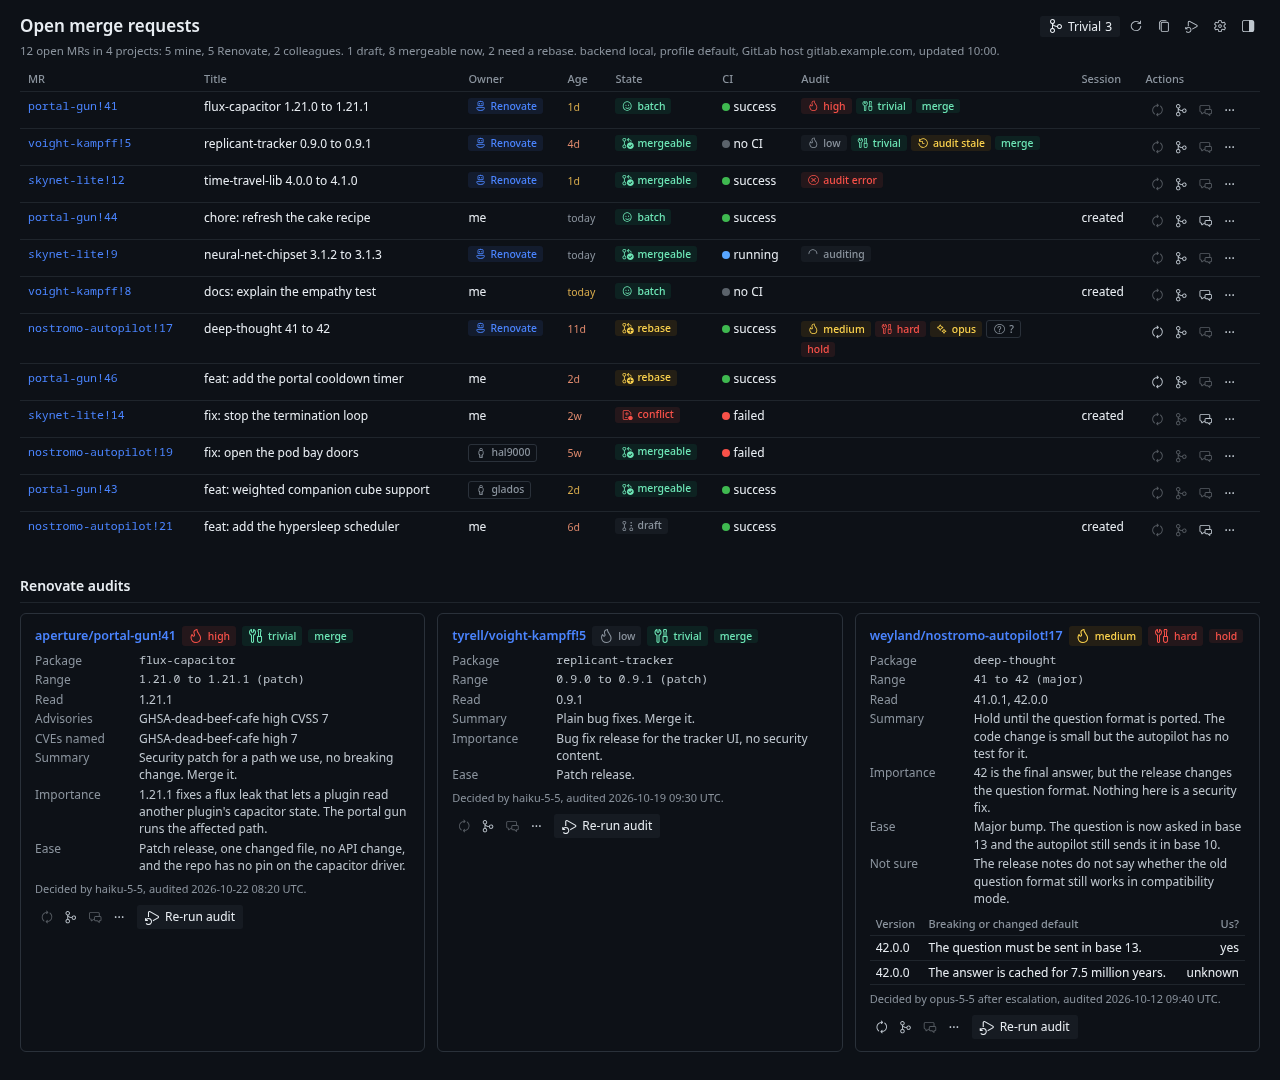 Open merge requests
Trivial 3
12 open MRs in 4 projects: 5 mine, 5 Renovate, 2 colleagues. 1 draft, 8 mergeable now, 2 need a rebase. backend local, profile default, GitLab host gitlab.example.com, updated 10:00.
MR Title Owner Age State CI Audit Session Actions
portal-gun!41 flux-capacitor 1.21.0 to 1.21.1 Renovate 1d batch success high trivial merge ...
voight-kampff!5 replicant-tracker 0.9.0 to 0.9.1 Renovate 4d mergeable no CI low trivial audit stale merge ...
skynet-lite!12 time-travel-lib 4.0.0 to 4.1.0 Renovate 1d mergeable success audit error ...
portal-gun!44 chore: refresh the cake recipe me today batch success created ...
skynet-lite!9 neural-net-chipset 3.1.2 to 3.1.3 Renovate today mergeable running auditing ...
voight-kampff!8 docs: explain the empathy test me today batch no CI created ...
nostromo-autopilot!17 deep-thought 41 to 42 Renovate 11d rebase success medium hard opus ? ...
hold
portal-gun!46 feat: add the portal cooldown timer me 2d rebase success ...
skynet-lite!14 fix: stop the termination loop me 2w conflict failed created ...
nostromo-autopilot!19 fix: open the pod bay doors hal9000 5w mergeable failed ...
portal-gun!43 feat: weighted companion cube support glados 2d mergeable success ...
nostromo-autopilot!21 feat: add the hypersleep scheduler me 6d draft success created ...
Renovate audits
aperture/portal-gun!41 high trivial merge
Package flux-capacitor
Range 1.21.0 to 1.21.1 (patch)
Read 1.21.1
Advisories GHSA-dead-beef-cafe high CVSS 7
CVEs named GHSA-dead-beef-cafe high 7
Summary Security patch for a path we use, no breaking
change. Merge it.
Importance 1.21.1 fixes a flux leak that lets a plugin read
another plugin's capacitor state. The portal gun
runs the affected path.
Ease Patch release, one changed file, no API change,
and the repo has no pin on the capacitor driver.
Decided by haiku-5-5, audited 2026-10-22 08:20 UTC.
... Re-run audit
tyrell/voight-kampff!5 low trivial merge
Package replicant-tracker
Range 0.9.0 to 0.9.1 (patch)
Read 0.9.1
Summary Plain bug fixes. Merge it.
Importance Bug fix release for the tracker UI, no security
content.
Ease Patch release.
Decided by haiku-5-5, audited 2026-10-19 09:30 UTC.
... Re-run audit
weyland/nostromo-autopilot!17 medium hard hold
Package deep-thought
Range 41 to 42 (major)
Read 41.0.1, 42.0.0
Summary Hold until the question format is ported. The
code change is small but the autopilot has no
test for it.
Importance 42 is the final answer, but the release changes
the question format. Nothing here is a security
fix.
Ease Major bump. The question is now asked in base
13 and the autopilot still sends it in base 10.
Not sure The release notes do not say whether the old
question format still works in compatibility
mode.
Version Breaking or changed default Us?
42.0.0 The question must be sent in base 13. yes
42.0.0 The answer is cached for 7.5 million years. unknown
Decided by opus-5-5 after escalation, audited 2026-10-12 09:40 UTC.
... Re-run audit